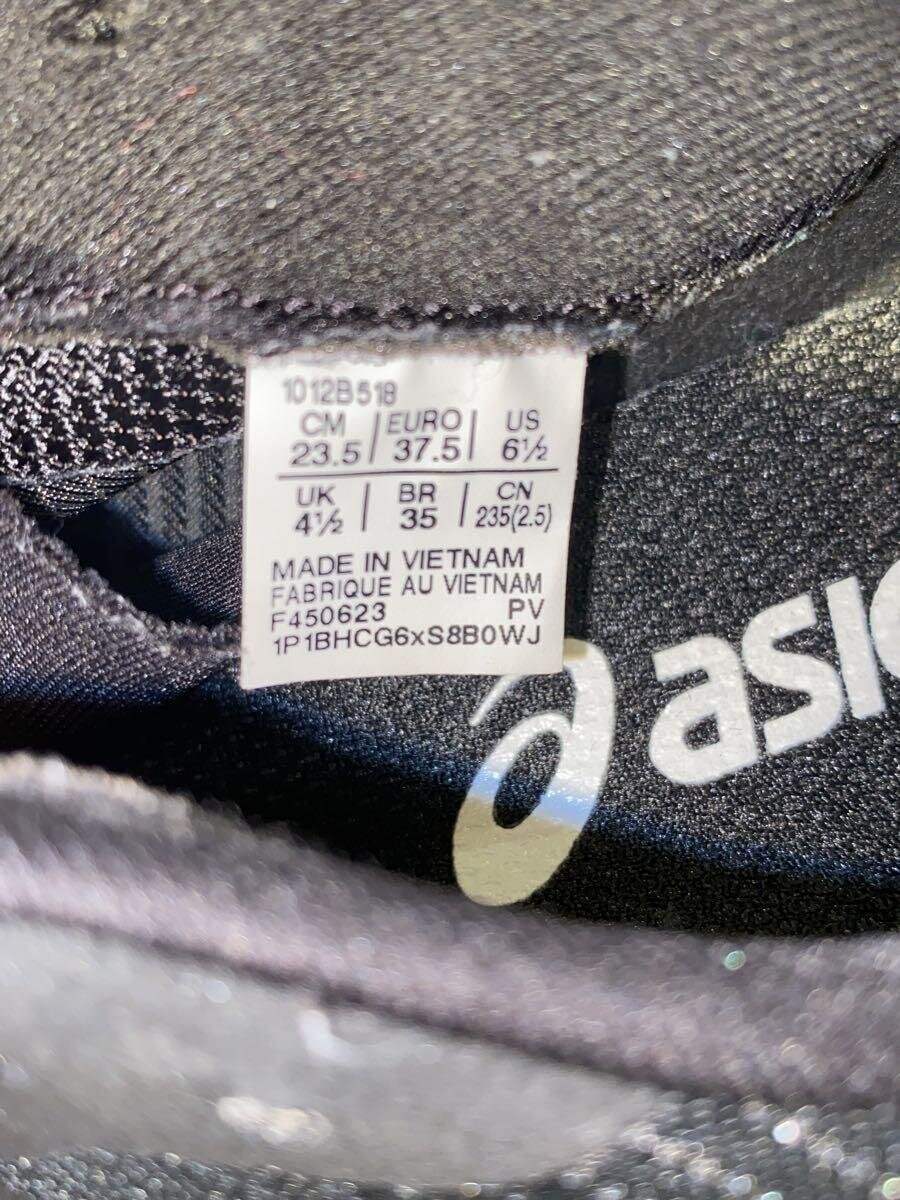 1012B518
CM / EURO / US
23.5 / 37.5 / 6½
UK / BR / CN
4½ / 35 / 235(2.5)
MADE IN VIETNAM
FABRIQUE AU VIETNAM
F450623 PV
1P1BHCG6xS8B0WJ
asic